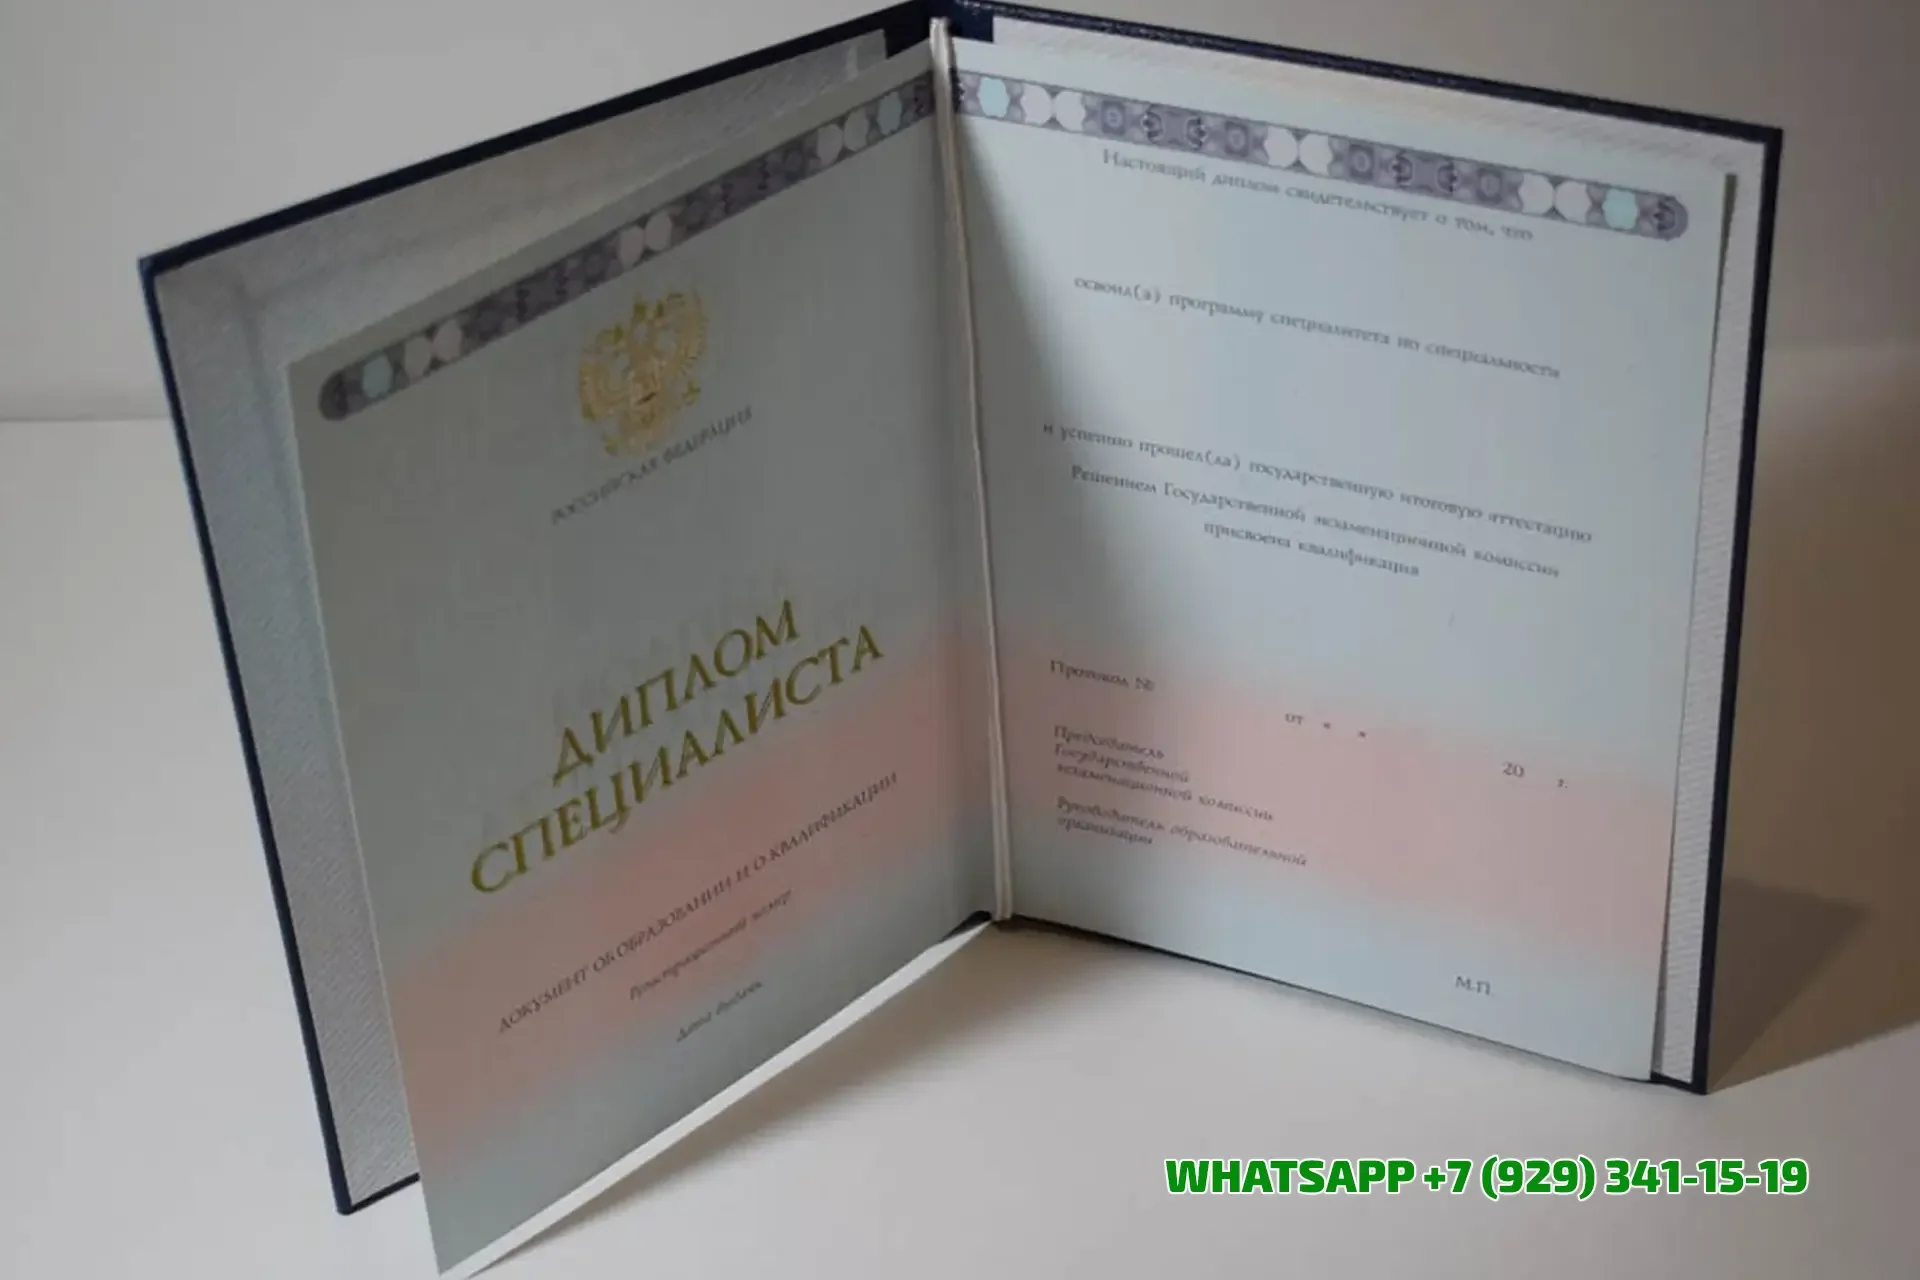 РОССИЙСКАЯ ФЕДЕРАЦИЯ
ДИПЛОМ
СПЕЦИАЛИСТА
ДОКУМЕНТ ОБ ОБРАЗОВАНИИ И О КВАЛИФИКАЦИИ
Регистрационный номер
Дата выдачи
Настоящий диплом свидетельствует о том, что
освоил(а) программу специалитета по специальности
и успешно прошел(ла) государственную итоговую аттестацию
Решением Государственной экзаменационной комиссии
присвоена квалификация
Протокол №
от « »
20 г.
Председатель
Государственной
экзаменационной комиссии
Руководитель образовательной
организации
М.П.
WHATSAPP +7 (929) 341-15-19